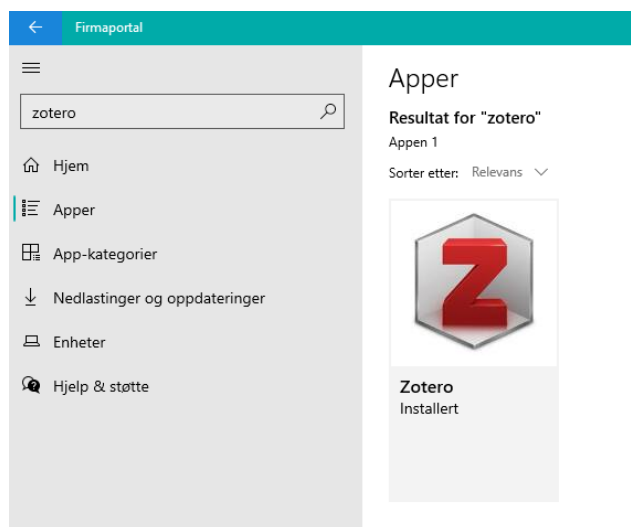 Firmaportal
zotero
Hjem
Apper
App-kategorier
Nedlastinger og oppdateringer
Enheter
Hjelp & støtte
Apper
Resultat for "zotero"
Appen 1
Sorter etter: Relevans
Z
Zotero
Installert